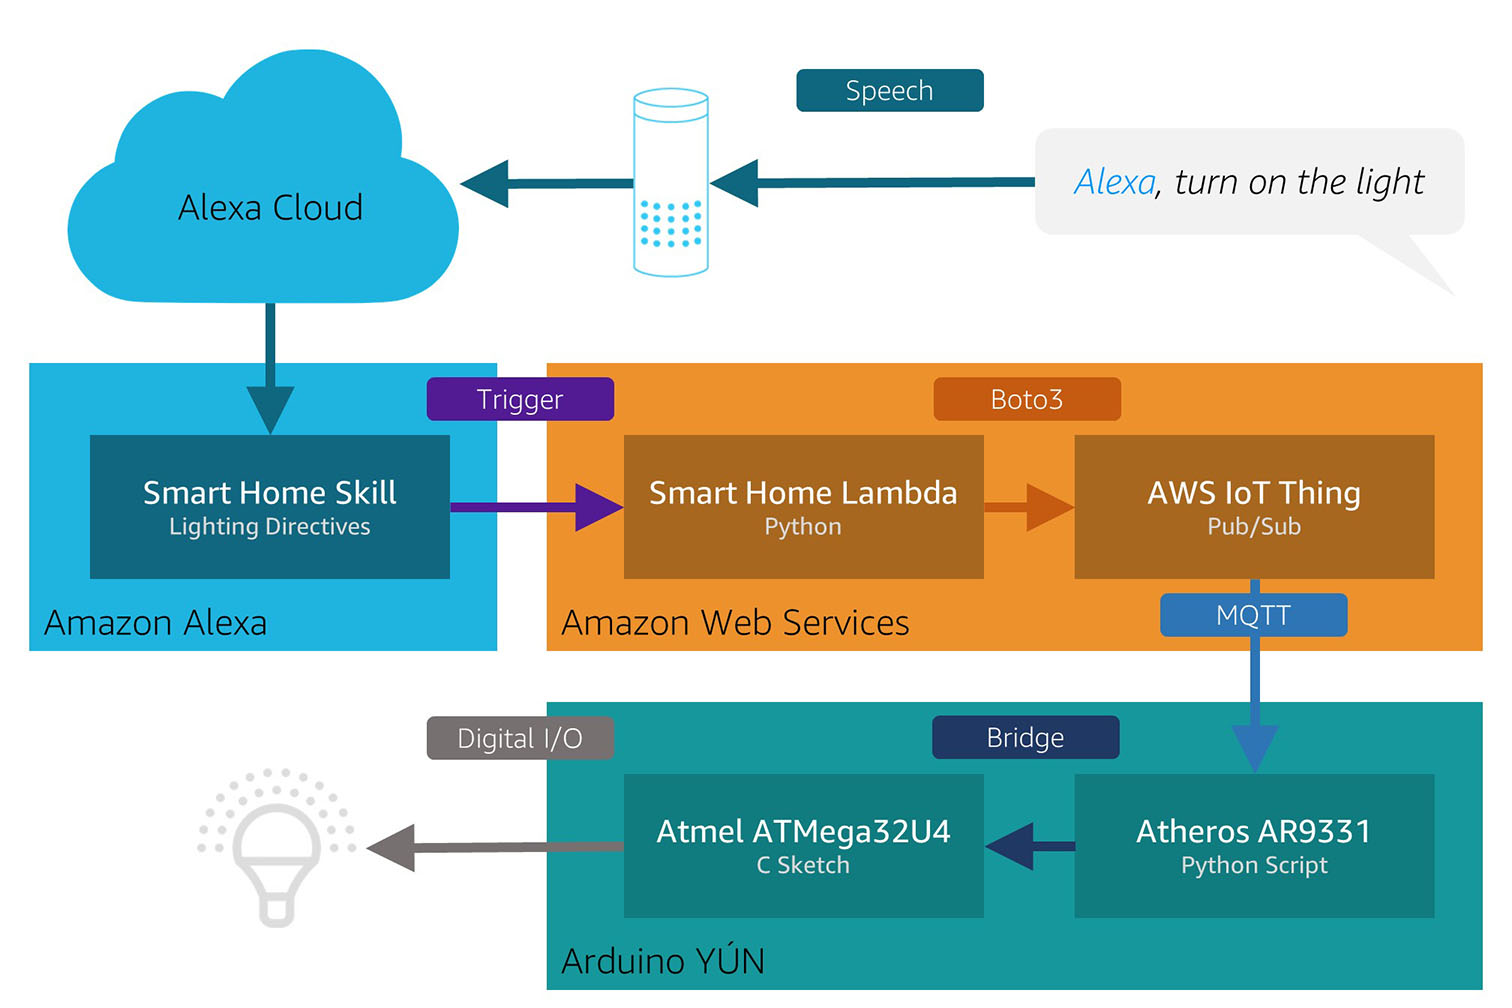 Speech
Alexa, turn on the light
Alexa Cloud
Trigger
Boto3
Smart Home Skill
Lighting Directives
Smart Home Lambda
Python
AWS IoT Thing
Pub/Sub
Amazon Alexa
Amazon Web Services
MQTT
Digital I/O
Bridge
Atmel ATMega32U4
C Sketch
Atheros AR9331
Python Script
Arduino YÚN